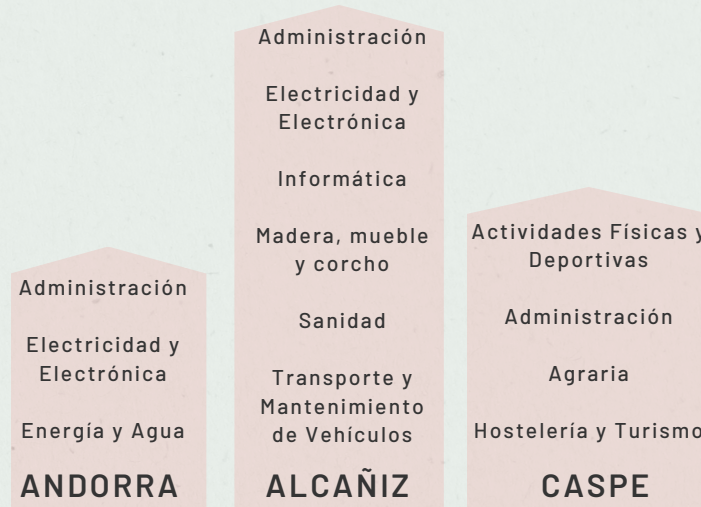 Administración
Electricidad y
Electrónica
Energía y Agua
ANDORRA
Administración
Electricidad y
Electrónica
Informática
Madera, mueble
y corcho
Sanidad
Transporte y
Mantenimiento
de Vehículos
ALCAÑIZ
Actividades Físicas y
Deportivas
Administración
Agraria
Hostelería y Turismo
CASPE